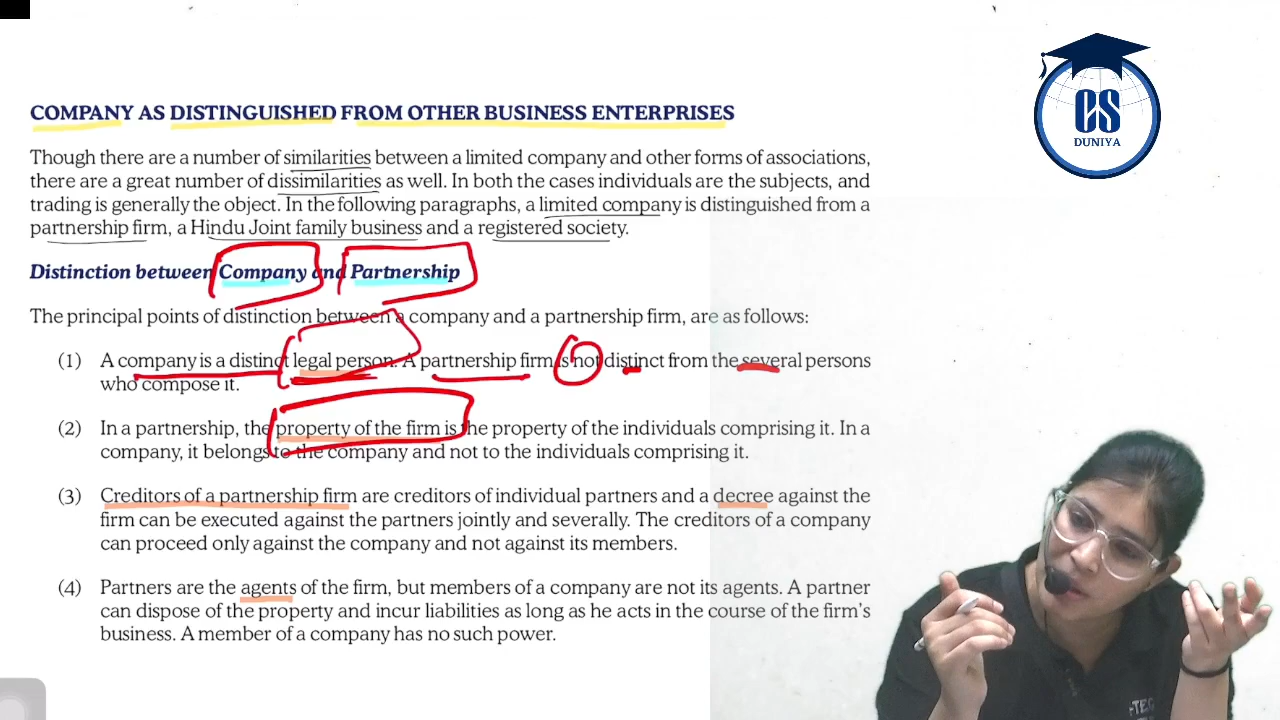 CS
DUNIYA
COMPANY AS DISTINGUISHED FROM OTHER BUSINESS ENTERPRISES
Though there are a number of similarities between a limited company and other forms of associations,
there are a great number of dissimilarities as well. In both the cases individuals are the subjects, and
trading is generally the object. In the following paragraphs, a limited company is distinguished from a
partnership firm, a Hindu Joint family business and a registered society.
Distinction between Company and Partnership
The principal points of distinction between a company and a partnership firm, are as follows:
(1) A company is a distinct legal person. A partnership firm is not distinct from the several persons
who compose it.
(2) In a partnership, the property of the firm is the property of the individuals comprising it. In a
company, it belongs to the company and not to the individuals comprising it.
(3) Creditors of a partnership firm are creditors of individual partners and a decree against the
firm can be executed against the partners jointly and severally. The creditors of a company
can proceed only against the company and not against its members.
(4) Partners are the agents of the firm, but members of a company are not its agents. A partner
can dispose of the property and incur liabilities as long as he acts in the course of the firm's
business. A member of a company has no such power.